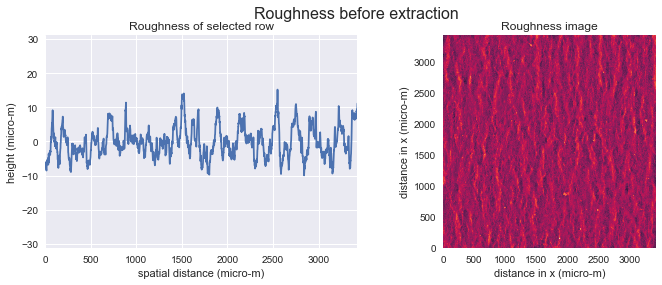 Roughness before extraction
Roughness of selected row
height (micro-m)
30
20
10
0
−10
−20
−30
0 500 1000 1500 2000 2500 3000
spatial distance (micro-m)
Roughness image
distance in x (micro-m)
3000
2500
2000
1500
1000
500
0
0 500 1000 1500 2000 2500 3000
distance in x (micro-m)